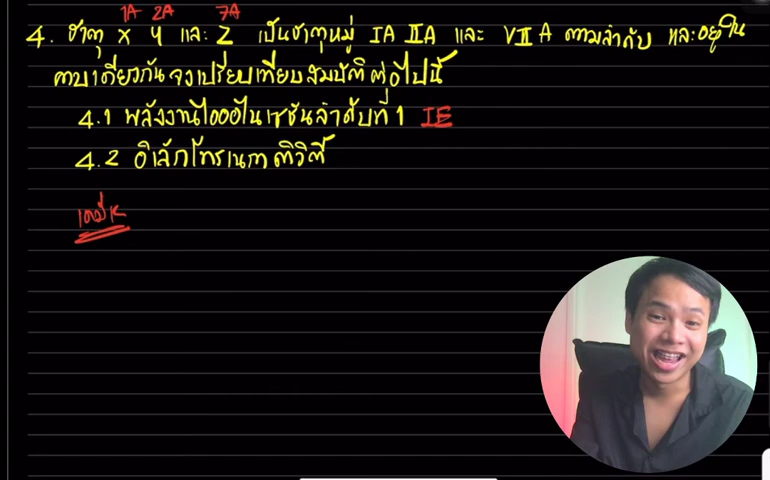 1A 2A 7A
4. ธาตุ X Y และ Z เป็นธาตุหมู่ IA IIA และ VIIA ตามลำดับ และอยู่ใน
คาบเดียวกัน จงเปรียบเทียบสมบัติต่อไปนี้
4.1 พลังงานไอออไนเซชันลำดับที่ 1 IE
4.2 อิเล็กโทรเนกาติวิตี